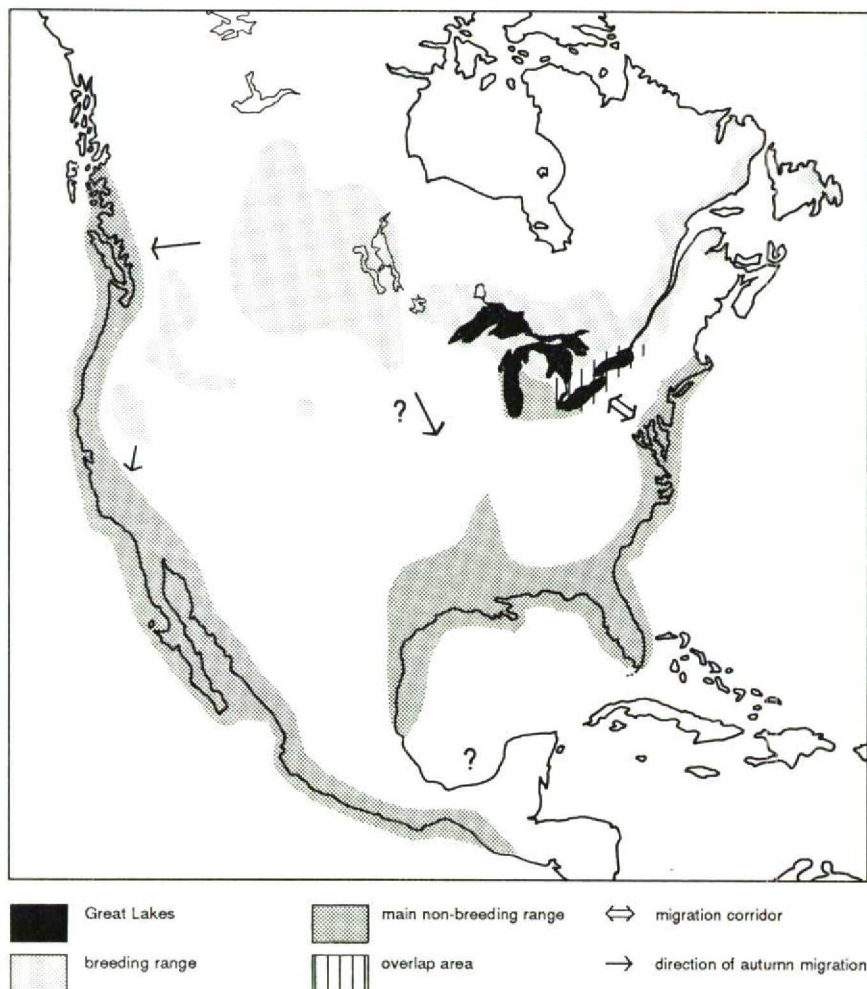 ?
?
Great Lakes
main non-breeding range
migration corridor
breeding range
overlap area
direction of autumn migration